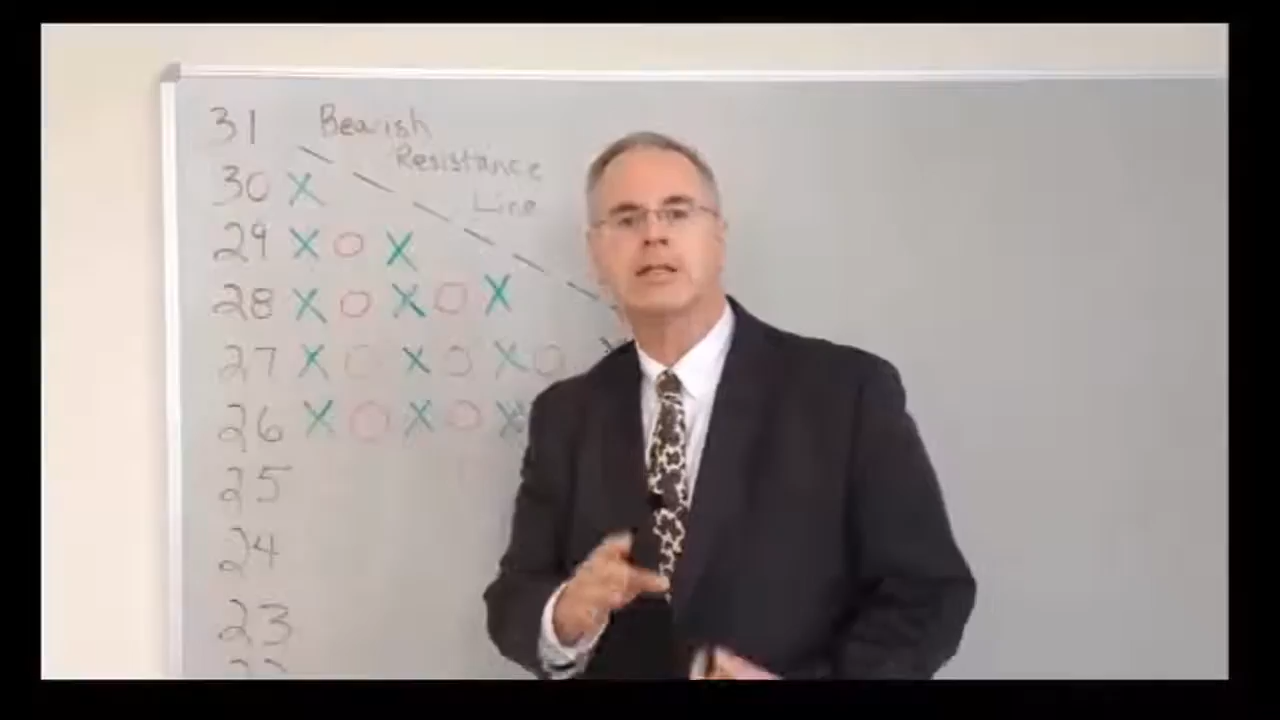 31 Bearish
Resistance
Line
30 X
29 X O X
28 X O X O X
27 X O X O X O X
26 X O X O X
25
24
23